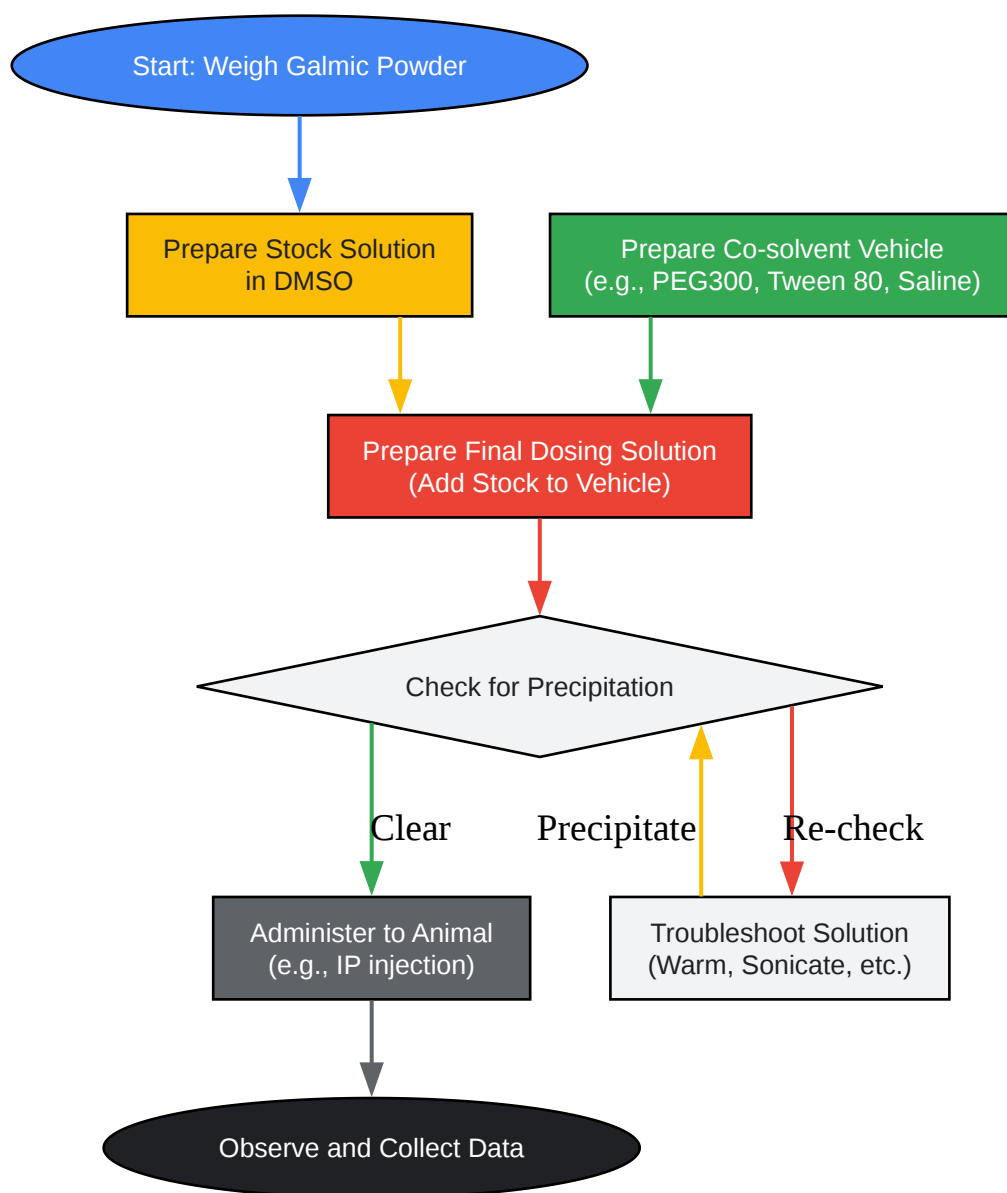 Start: Weigh Galmic Powder
Prepare Stock Solution
in DMSO
Prepare Co-solvent Vehicle
(e.g., PEG300, Tween 80, Saline)
Prepare Final Dosing Solution
(Add Stock to Vehicle)
Check for Precipitation
Clear
Precipitate
Re-check
Administer to Animal
(e.g., IP injection)
Troubleshoot Solution
(Warm, Sonicate, etc.)
Observe and Collect Data